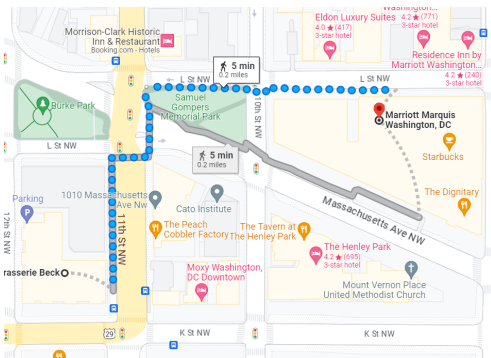 Washington...
4.2 ★ (771)
3-star hotel
Eldon Luxury Suites
4.0 ★ (417)
3-star hotel
Morrison-Clark Historic
Inn & Restaurant
Booking.com - Hotels
Residence Inn by
Marriott Washington...
4.2 ★ (240)
3-star hotel
5 min
0.2 miles
L St NW
L St NW
Burke Park
Samuel
Gompers
Memorial Park
10th St NW
Marriott Marquis
Washington, DC
L St NW
Starbucks
5 min
0.2 miles
The Dignitary
Parking
1010 Massachusetts
Ave Nw
Cato Institute
12th St NW
11th St NW
Massachusetts Ave NW
The Peach
Cobbler Factory
The Tavern at
The Henley Park
The Henley Park
4.2 ★ (695)
3-star hotel
rasserie Beck
Moxy Washington,
DC Downtown
Mount Vernon Place
United Methodist Church
29
K St NW
K St NW